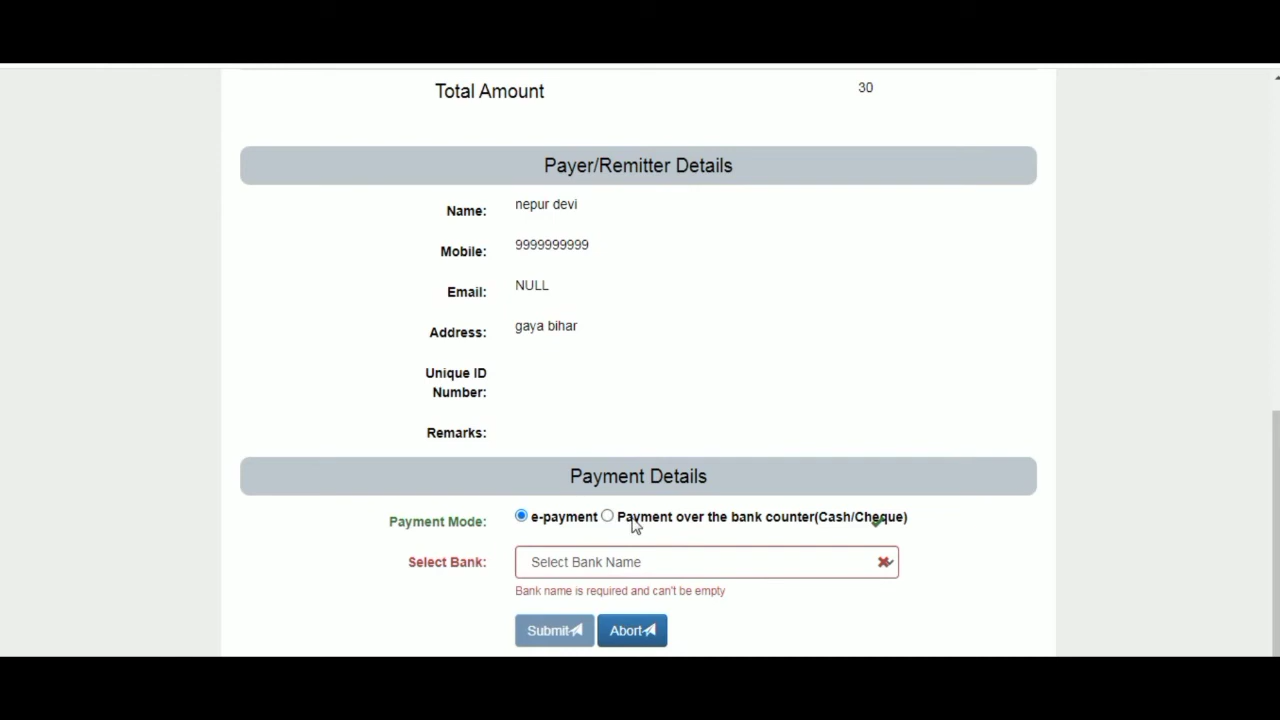 Total Amount 30
Payer/Remitter Details
Name: nepur devi
Mobile: 9999999999
Email: NULL
Address: gaya bihar
Unique ID
Number:
Remarks:
Payment Details
Payment Mode: e-payment Payment over the bank counter(Cash/Cheque)
Select Bank: Select Bank Name
Bank name is required and can't be empty
Submit Abort